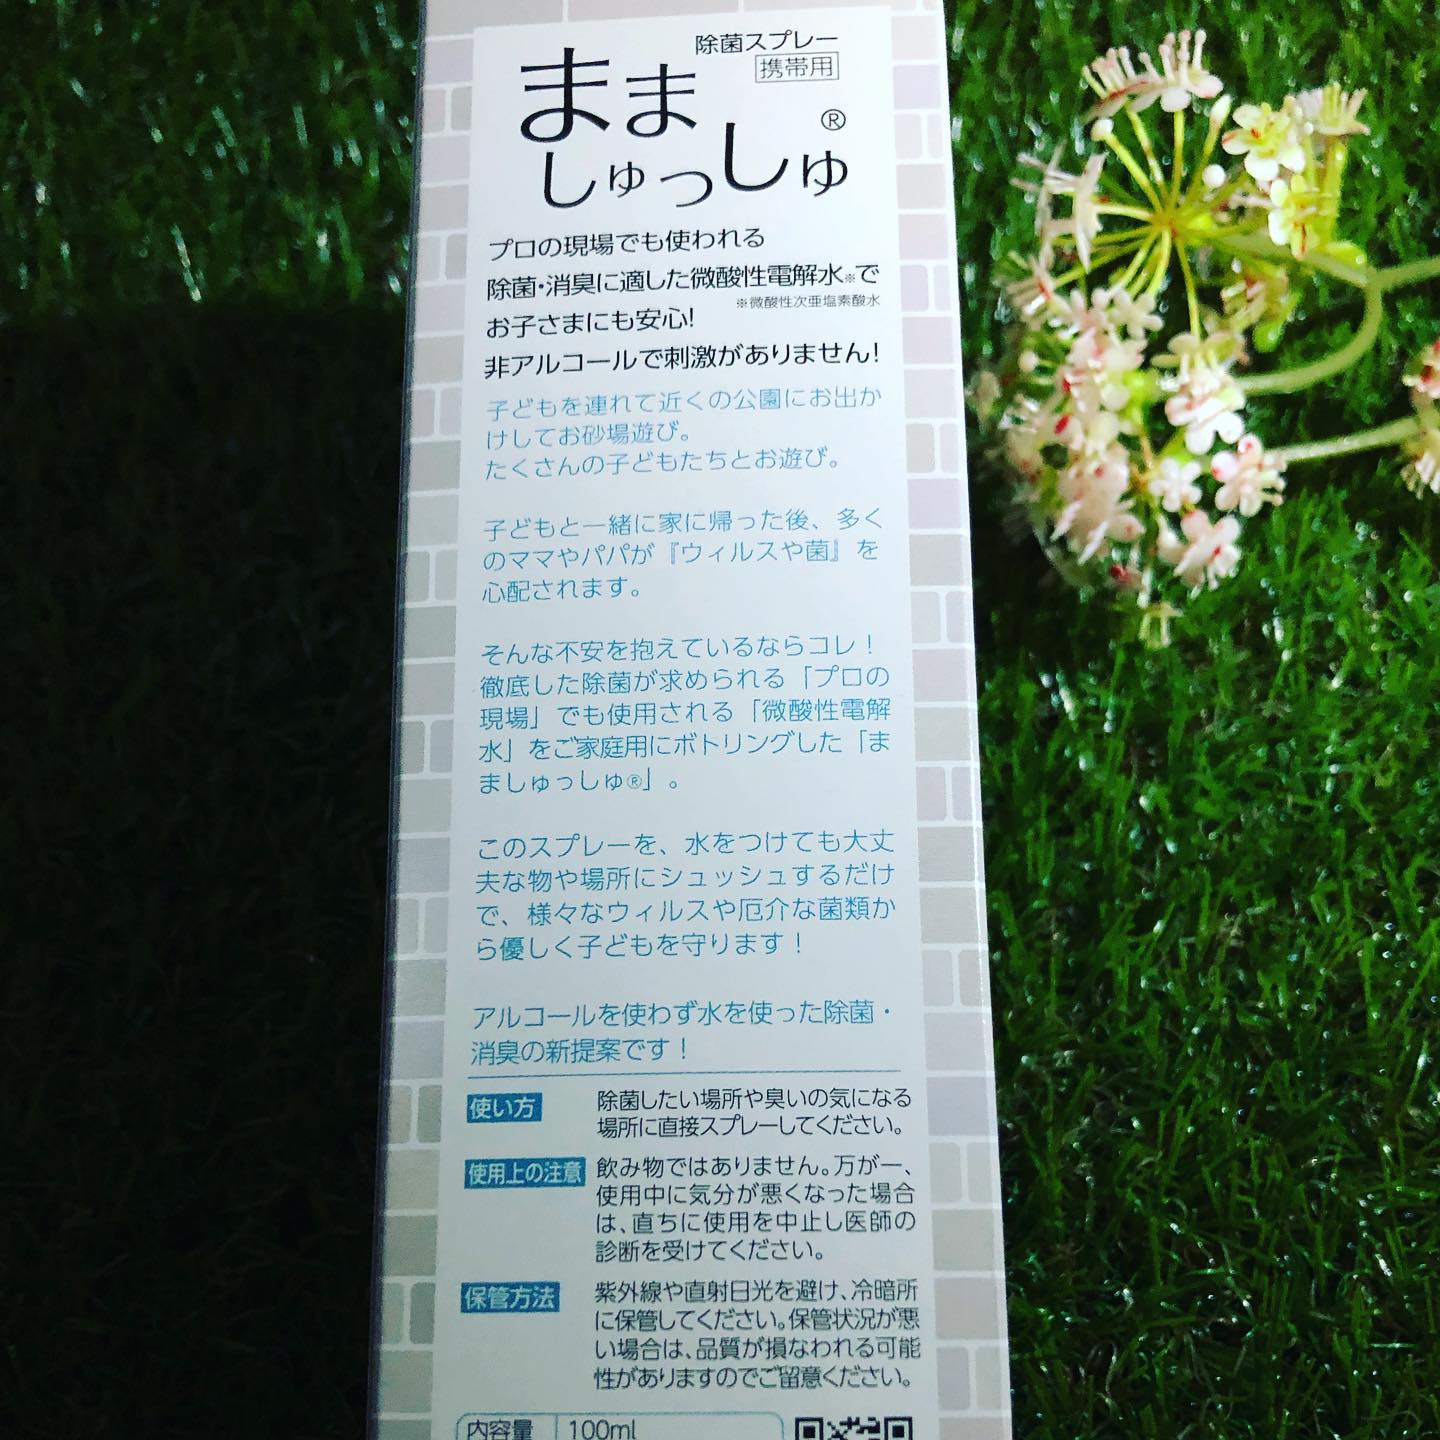 除菌スプレー
携帯用
まま
しゅっしゅ®
プロの現場でも使われる
除菌・消臭に適した微酸性電解水※で
※微酸性次亜塩素酸水
お子さまにも安心!
非アルコールで刺激がありません!
子どもを連れて近くの公園にお出か
けしてお砂場遊び。
たくさんの子どもたちとお遊び。
子どもと一緒に家に帰った後、多く
のママやパパが『ウィルスや菌』を
心配されます。
そんな不安を抱えているならコレ!
徹底した除菌が求められる「プロの
現場」でも使用される「微酸性電解
水」をご家庭用にボトリングした「ま
ましゅっしゅ®」。
このスプレーを、水をつけても大丈
夫な物や場所にシュッシュするだけ
で、様々なウィルスや厄介な菌類か
ら優しく子どもを守ります!
アルコールを使わず水を使った除菌・
消臭の新提案です!
使い方
除菌したい場所や臭いの気になる
場所に直接スプレーしてください。
使用上の注意
飲み物ではありません。万が一、
使用中に気分が悪くなった場合
は、直ちに使用を中止し医師の
診断を受けてください。
保管方法
紫外線や直射日光を避け、冷暗所
に保管してください。保管状況が悪
い場合は、品質が損なわれる可能
性がありますのでご留意ください。
内容量 100ml